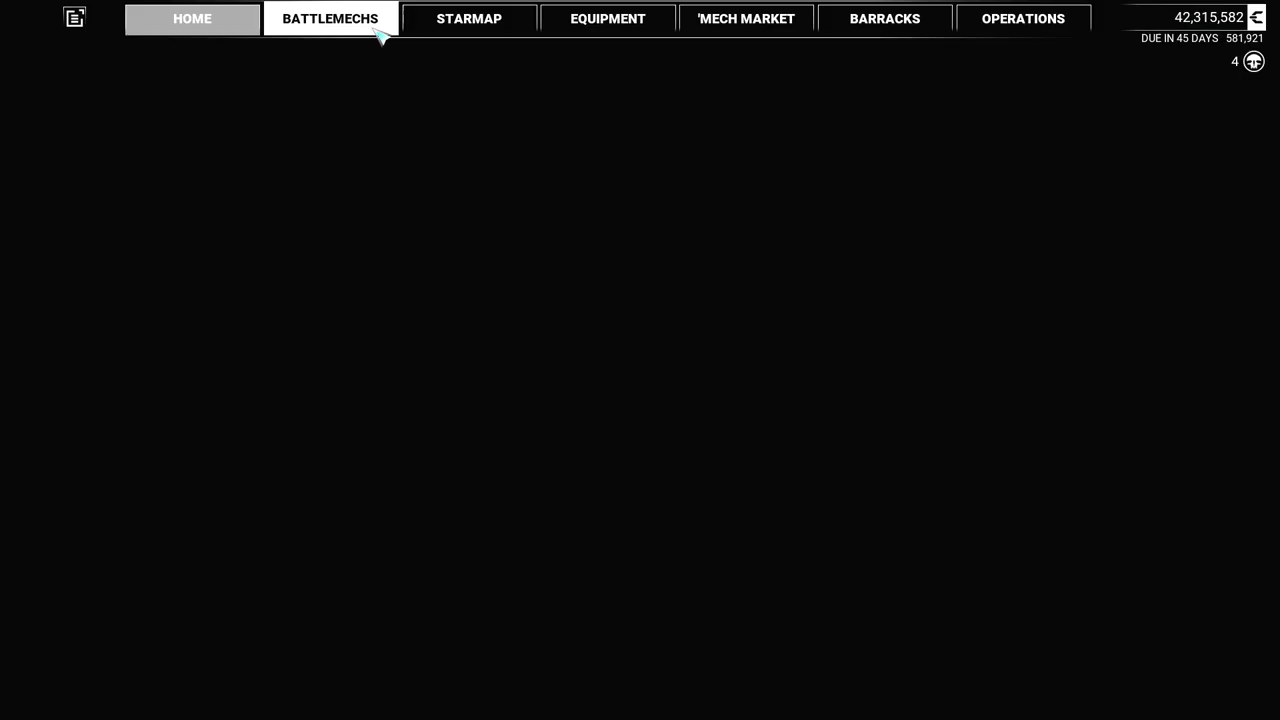 HOME BATTLEMECHS STARMAP EQUIPMENT 'MECH MARKET BARRACKS OPERATIONS 42,315,582
DUE IN 45 DAYS 581,921
4